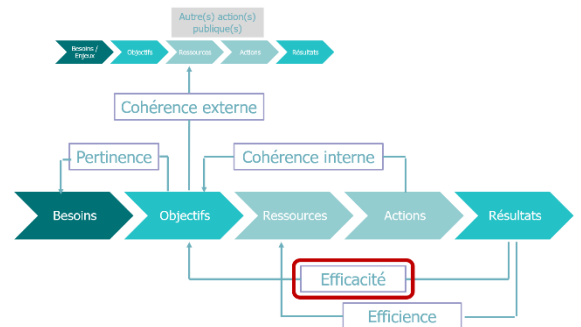 Autre(s) action(s)
publique(s)
Besoins /
Enjeux
Objectifs
Ressources
Actions
Résultats
Cohérence externe
Pertinence
Cohérence interne
Besoins
Objectifs
Ressources
Actions
Résultats
Efficacité
Efficience